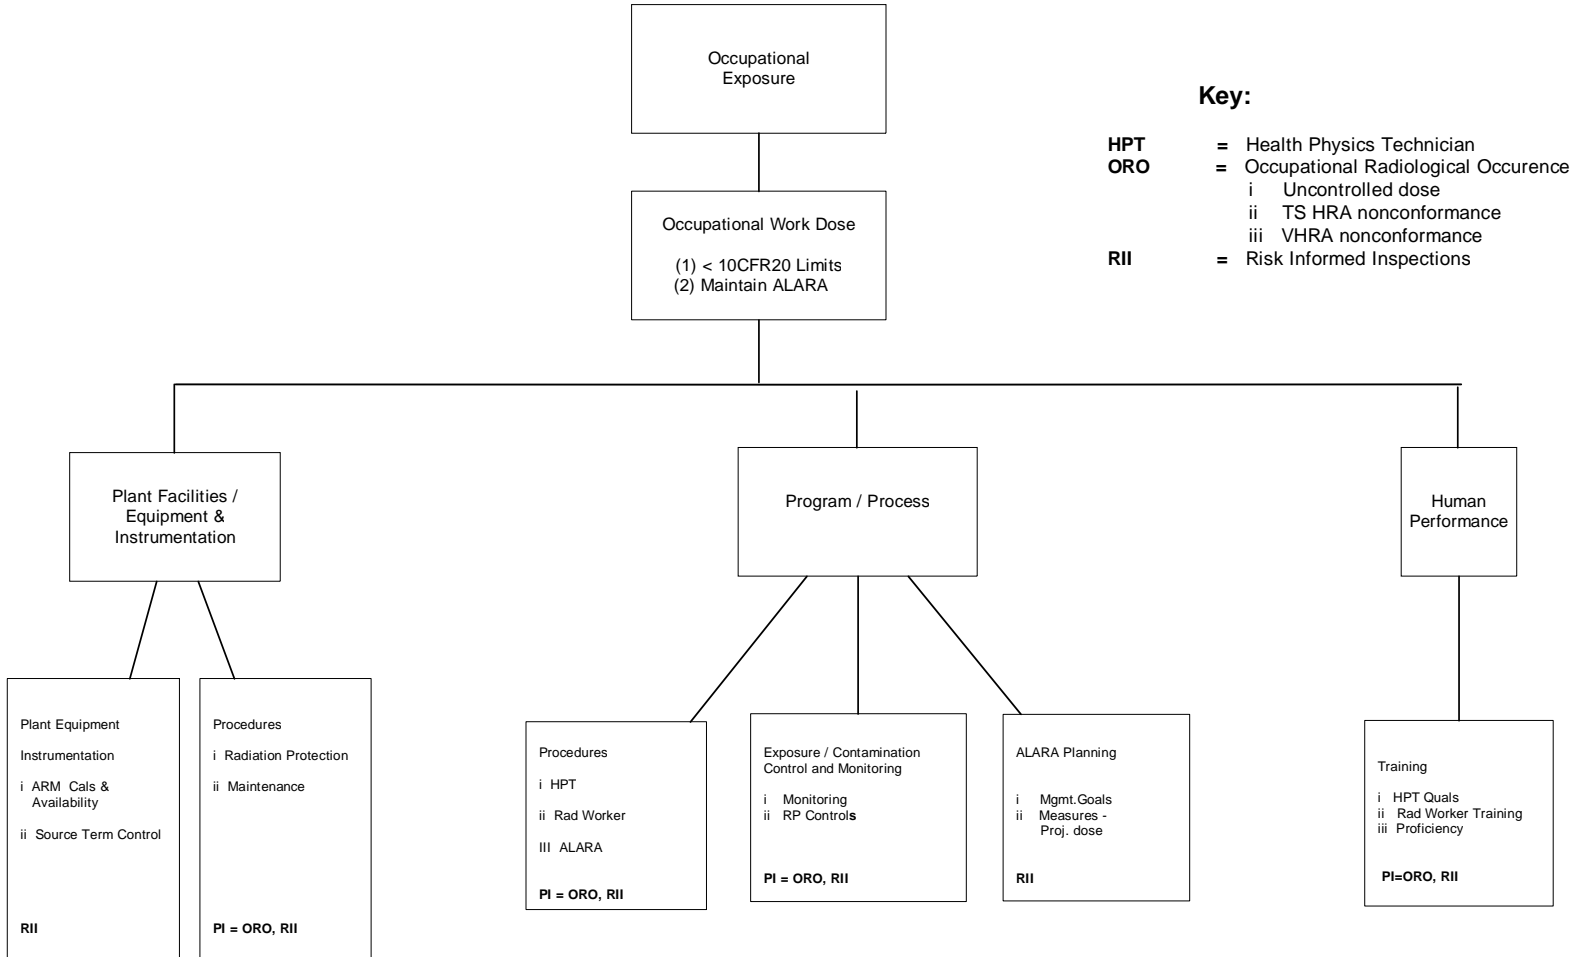 Occupational
Exposure
Key:
HPT = Health Physics Technician
ORO = Occupational Radiological Occurence
i Uncontrolled dose
ii TS HRA nonconformance
iii VHRA nonconformance
RII = Risk Informed Inspections
Occupational Work Dose
(1) < 10CFR20 Limits
(2) Maintain ALARA
Plant Facilities /
Equipment &
Instrumentation
Program / Process
Human
Performance
Plant Equipment
Instrumentation
i ARM Cals &
Availability
ii Source Term Control
RII
Procedures
i Radiation Protection
ii Maintenance
PI = ORO, RII
Procedures
i HPT
ii Rad Worker
III ALARA
PI = ORO, RII
Exposure / Contamination
Control and Monitoring
i Monitoring
ii RP Controls
PI = ORO, RII
ALARA Planning
i Mgmt.Goals
ii Measures -
Proj. dose
RII
Training
i HPT Quals
ii Rad Worker Training
iii Proficiency
PI=ORO, RII